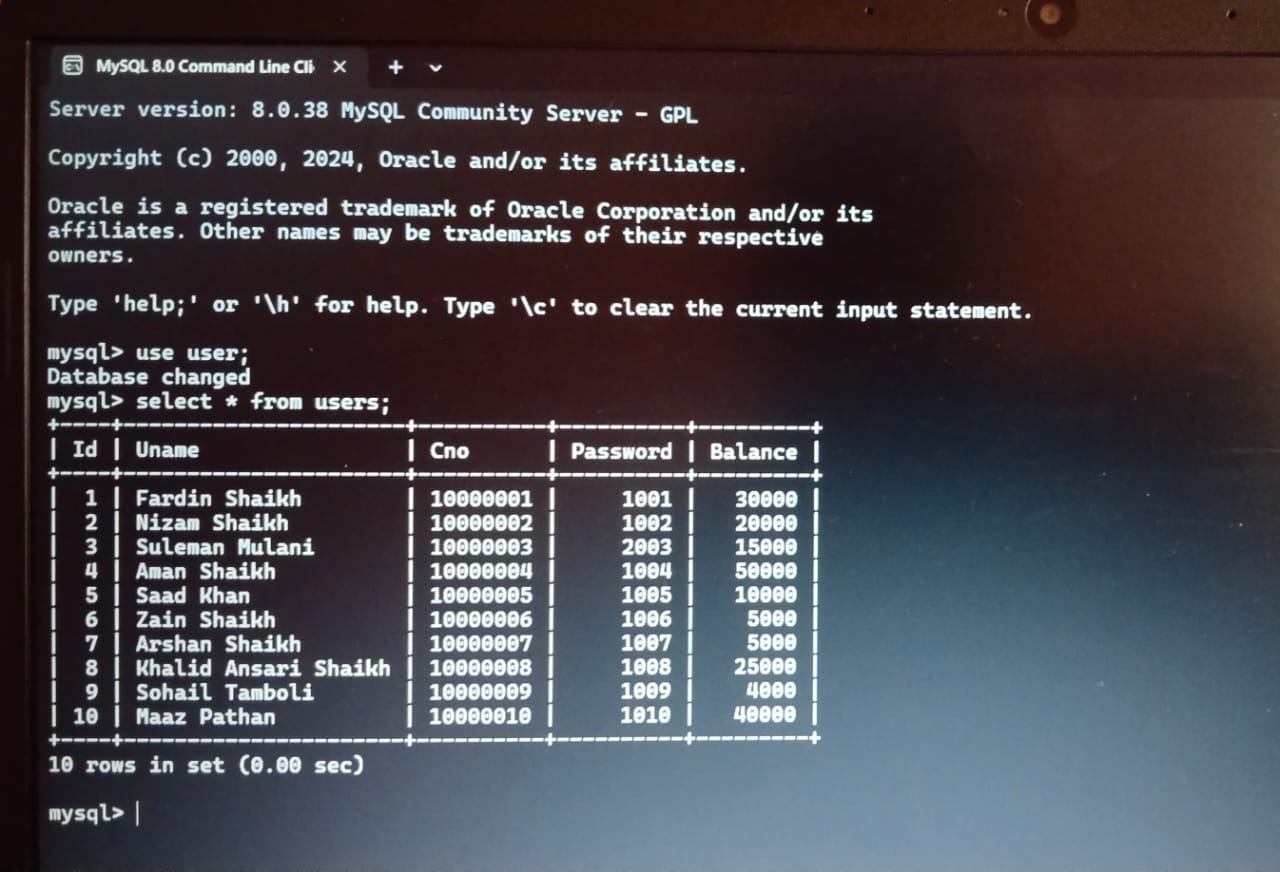 MySQL 8.0 Command Line Cli
Server version: 8.0.38 MySQL Community Server - GPL
Copyright (c) 2000, 2024, Oracle and/or its affiliates.
Oracle is a registered trademark of Oracle Corporation and/or its
affiliates. Other names may be trademarks of their respective
owners.
Type 'help;' or '\h' for help. Type '\c' to clear the current input statement.
mysql> use user;
Database changed
mysql> select * from users;
+----+----------------------+----------+----------+---------+
| Id | Uname                | Cno      | Password | Balance |
+----+----------------------+----------+----------+---------+
|  1 | Fardin Shaikh        | 10000001 |     1001 |   30000 |
|  2 | Nizam Shaikh         | 10000002 |     1002 |   20000 |
|  3 | Suleman Mulani       | 10000003 |     2003 |   15000 |
|  4 | Aman Shaikh          | 10000004 |     1004 |   50000 |
|  5 | Saad Khan            | 10000005 |     1005 |   10000 |
|  6 | Zain Shaikh          | 10000006 |     1006 |    5000 |
|  7 | Arshan Shaikh        | 10000007 |     1007 |    5000 |
|  8 | Khalid Ansari Shaikh | 10000008 |     1008 |   25000 |
|  9 | Sohail Tamboli       | 10000009 |     1009 |    4000 |
| 10 | Maaz Pathan          | 10000010 |     1010 |   40000 |
+----+----------------------+----------+----------+---------+
10 rows in set (0.00 sec)
mysql>